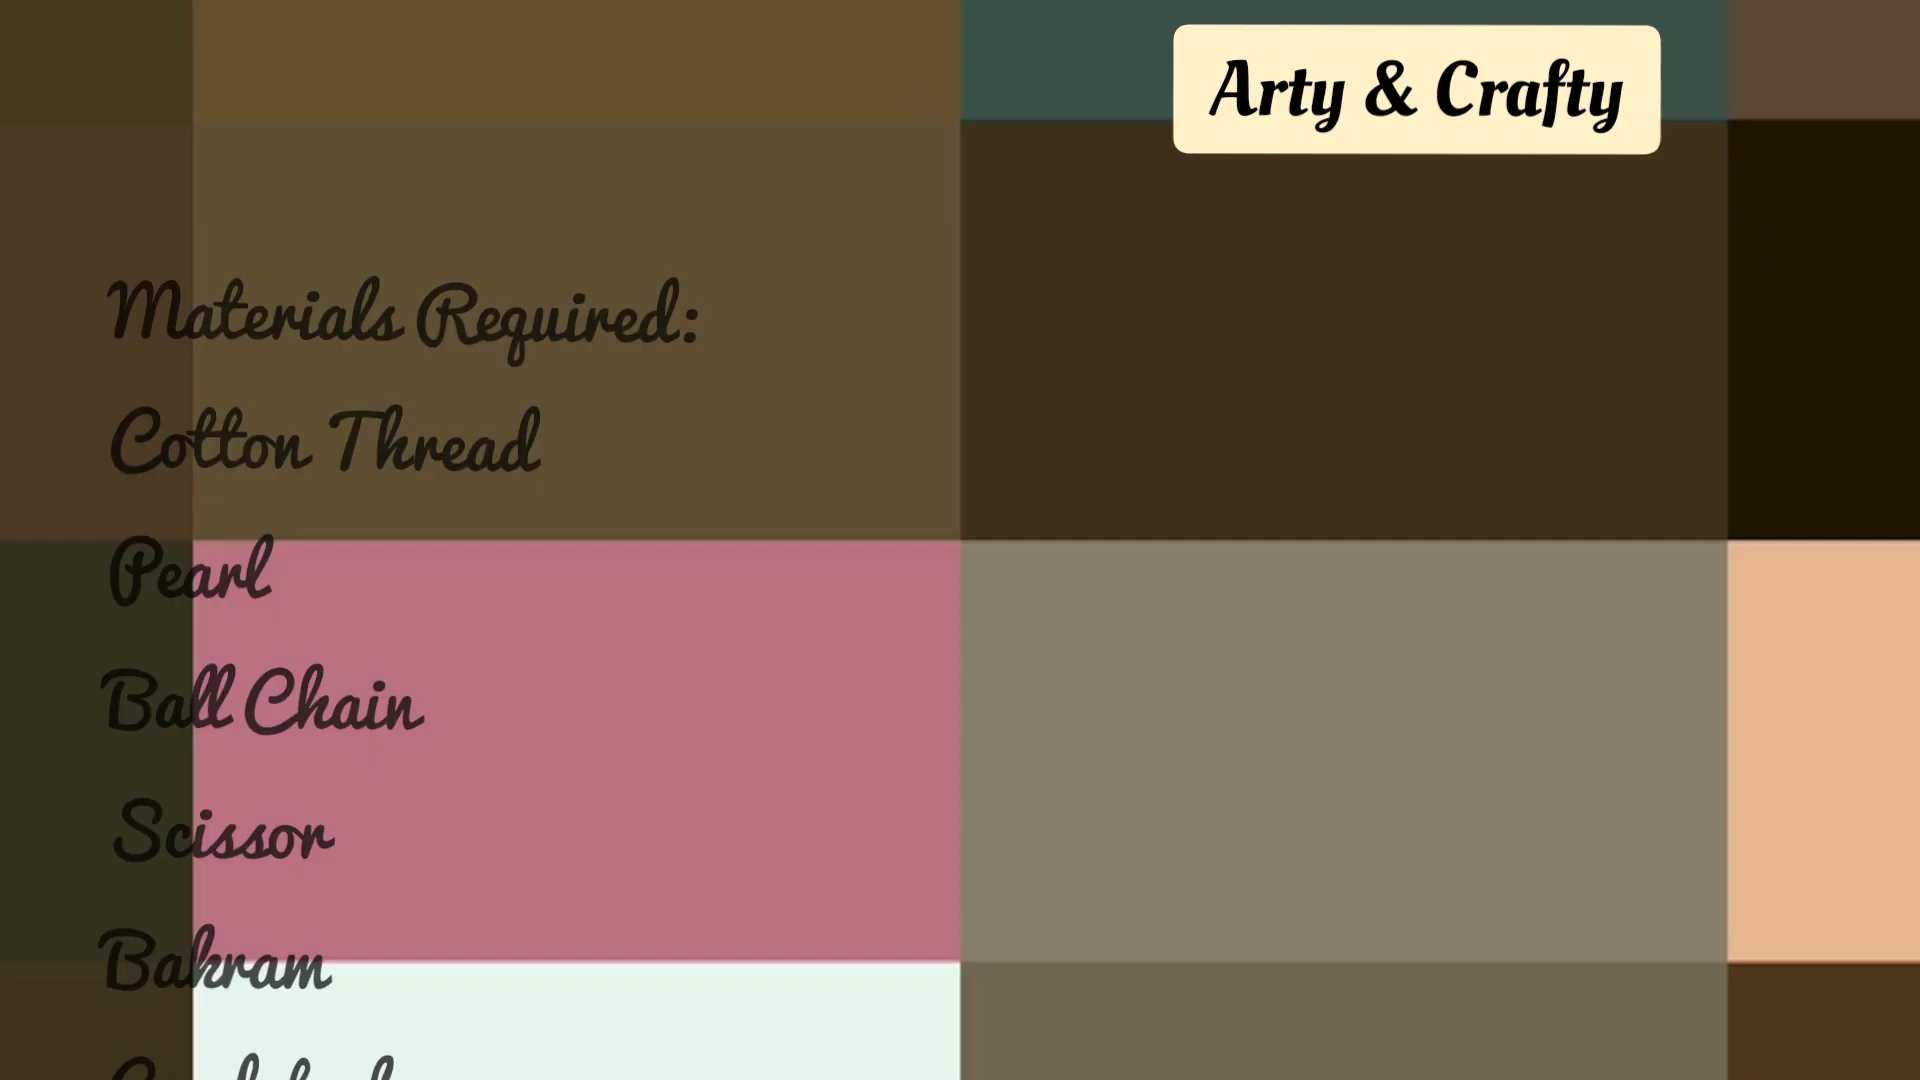 Arty & Crafty
Materials Required:
Cotton Thread
Pearl
Ball Chain
Scissor
Bakram